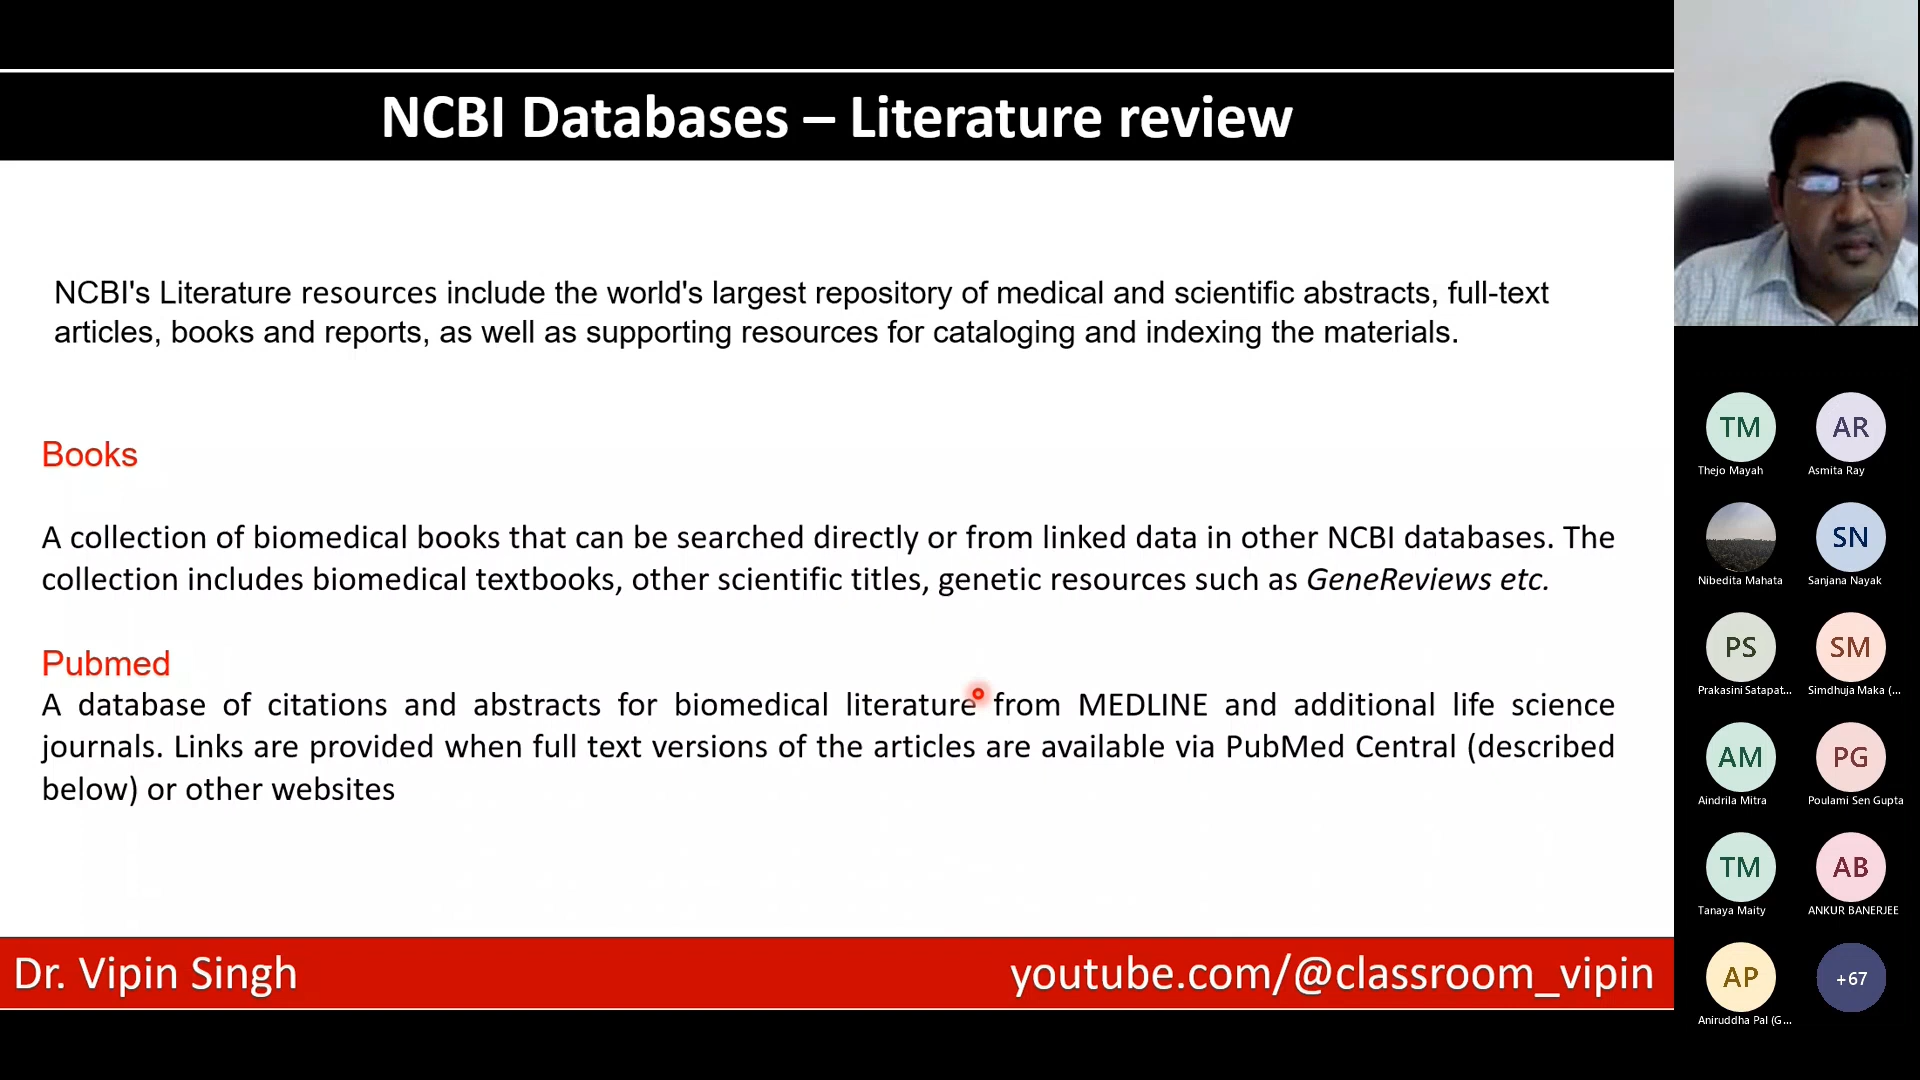 NCBI Databases – Literature review
NCBI's Literature resources include the world's largest repository of medical and scientific abstracts, full-text
articles, books and reports, as well as supporting resources for cataloging and indexing the materials.
Books
A collection of biomedical books that can be searched directly or from linked data in other NCBI databases. The
collection includes biomedical textbooks, other scientific titles, genetic resources such as GeneReviews etc.
Pubmed
A database of citations and abstracts for biomedical literature from MEDLINE and additional life science
journals. Links are provided when full text versions of the articles are available via PubMed Central (described
below) or other websites
Dr. Vipin Singh
youtube.com/@classroom_vipin
TM
Thejo Mayah
AR
Asmita Ray
Nibedita Mahata
SN
Sanjana Nayak
PS
Prakasini Satapat...
SM
Simdhuja Maka (...
AM
Aindrila Mitra
PG
Poulami Sen Gupta
TM
Tanaya Maity
AB
ANKUR BANERJEE
AP
Aniruddha Pal (G...
+67